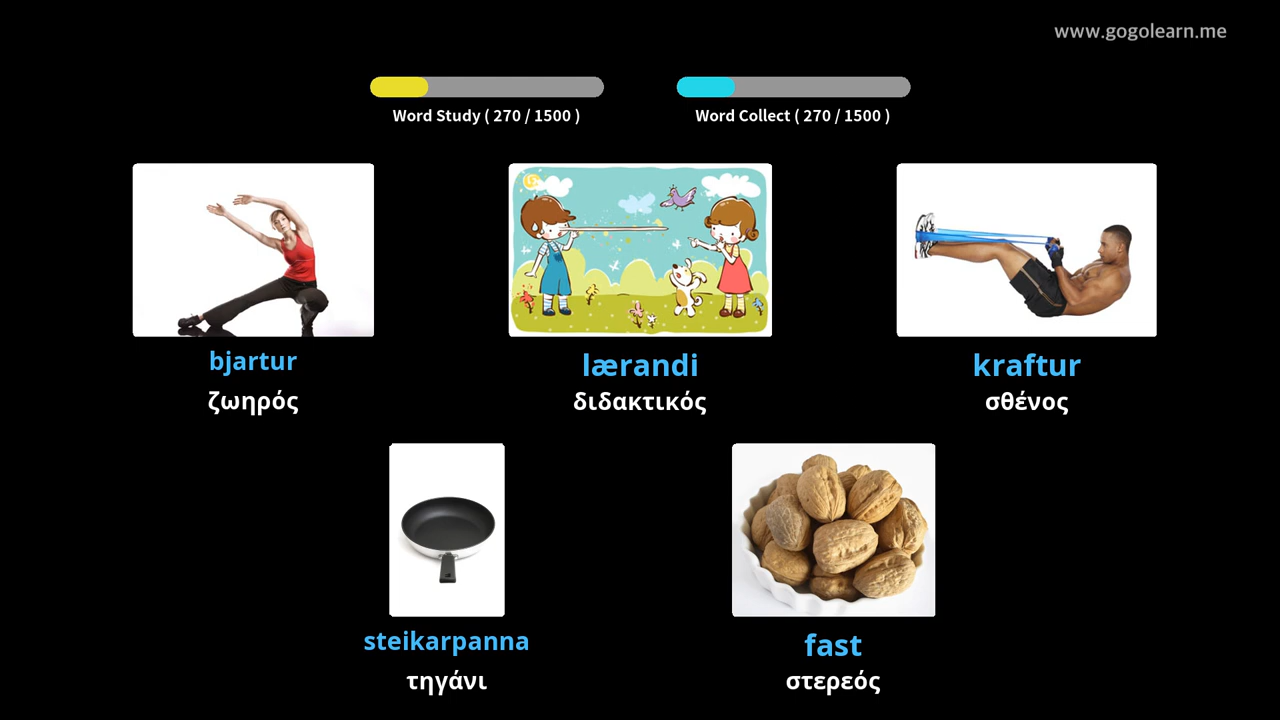 www.gogolearn.me
Word Study ( 270 / 1500 )
Word Collect ( 270 / 1500 )
bjartur
ζωηρός
lærandi
διδακτικός
kraftur
σθένος
steikarpanna
τηγάνι
fast
στερεός